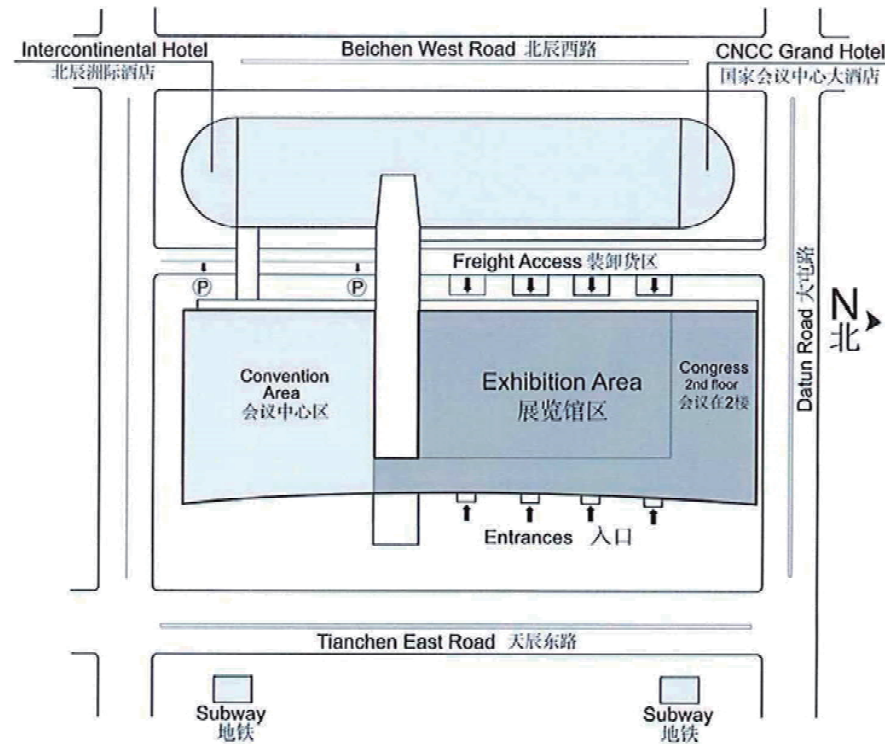 Intercontinental Hotel
北辰洲际酒店
Beichen West Road 北辰西路
CNCC Grand Hotel
国家会议中心大酒店
Freight Access 装卸货区
P
P
Convention
Area
会议中心区
Exhibition Area
展览馆区
Congress
2nd floor
会议在2楼
Datun Road 大屯路
N
北
Entrances 入口
Tianchen East Road 天辰东路
Subway
地铁
Subway
地铁